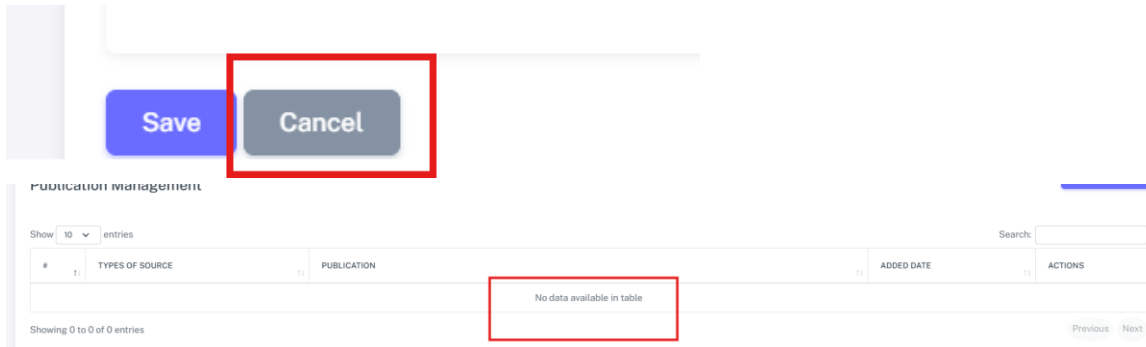 Save Cancel
Publication Management
Show 10 entries Search:
# TYPES OF SOURCE PUBLICATION ADDED DATE ACTIONS
No data available in table
Showing 0 to 0 of 0 entries Previous Next